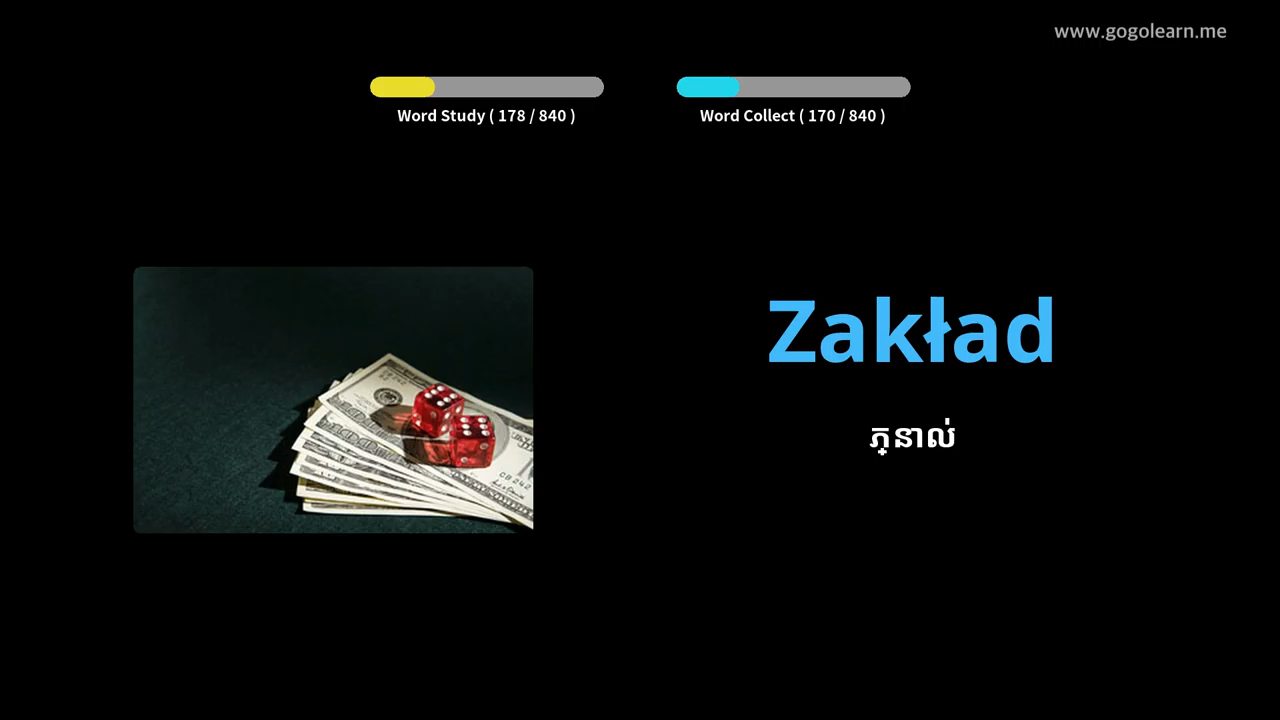 www.gogolearn.me
Word Study ( 178 / 840 )
Word Collect ( 170 / 840 )
Zakład
ភ្នាល់